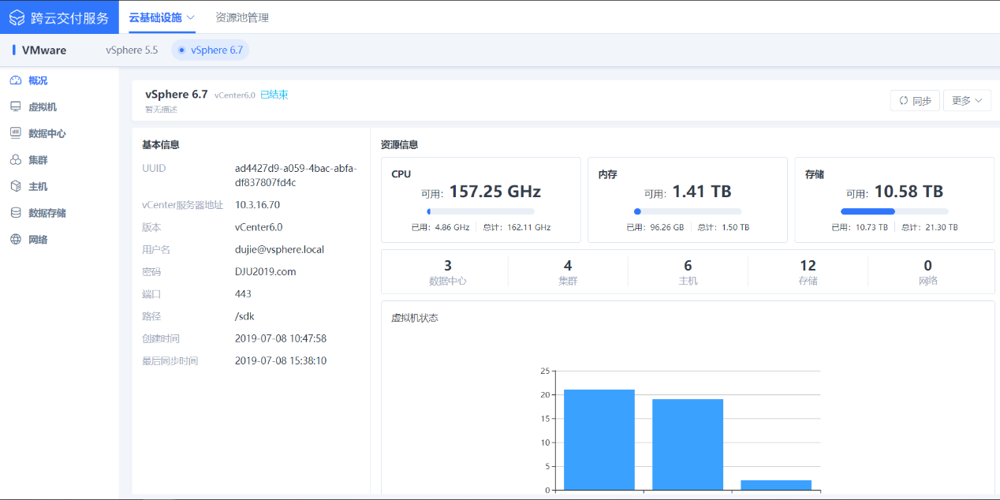 跨云交付服务
云基础设施
资源池管理
VMware
vSphere 5.5
vSphere 6.7
概况
虚拟机
数据中心
集群
主机
数据存储
网络
vSphere 6.7 vCenter6.0 已结束
暂无描述
同步
更多
基本信息
UUID ad4427d9-a059-4bac-abfa-
df837807fd4c
vCenter服务器地址 10.3.16.70
版本 vCenter6.0
用户名 dujie@vsphere.local
密码 DJU2019.com
端口 443
路径 /sdk
创建时间 2019-07-08 10:47:58
最后同步时间 2019-07-08 15:38:10
资源信息
CPU
可用: 157.25 GHz
已用: 4.86 GHz 总计: 162.11 GHz
内存
可用: 1.41 TB
已用: 96.26 GB 总计: 1.50 TB
存储
可用: 10.58 TB
已用: 10.73 TB 总计: 21.30 TB
3 4 6 12 0
数据中心 集群 主机 存储 网络
虚拟机状态
25
20
15
10
5
0